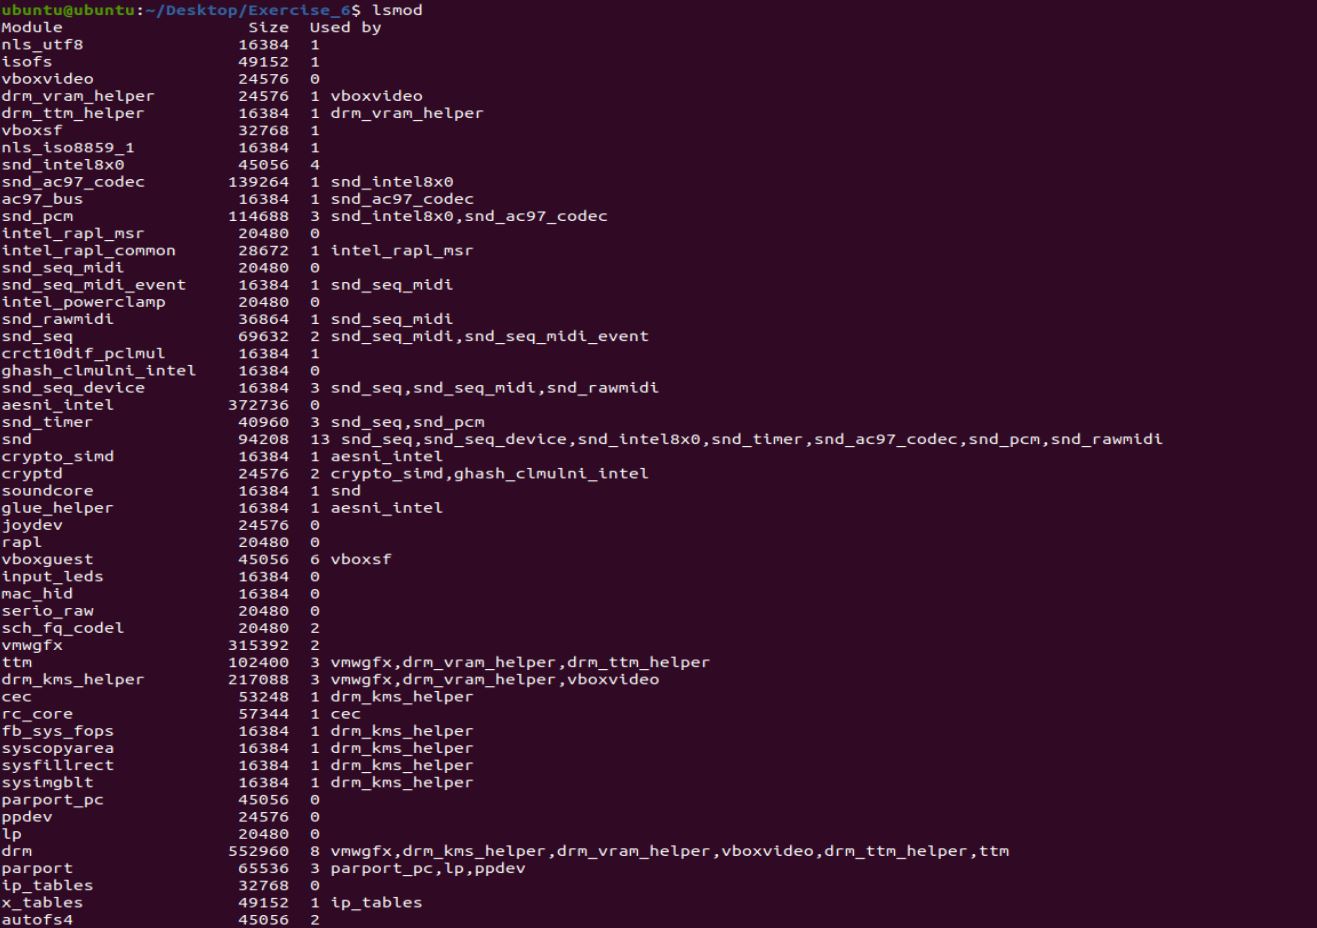 ubuntu@ubuntu:~/Desktop/Exercise_6$ lsmod
Module                  Size  Used by
nls_utf8               16384  1
isofs                  49152  1
vboxvideo              24576  0
drm_vram_helper        24576  1 vboxvideo
drm_ttm_helper         16384  1 drm_vram_helper
vboxsf                 32768  1
nls_iso8859_1          16384  1
snd_intel8x0           45056  4
snd_ac97_codec        139264  1 snd_intel8x0
ac97_bus               16384  1 snd_ac97_codec
snd_pcm               114688  3 snd_intel8x0,snd_ac97_codec
intel_rapl_msr         20480  0
intel_rapl_common      28672  1 intel_rapl_msr
snd_seq_midi           20480  0
snd_seq_midi_event     16384  1 snd_seq_midi
intel_powerclamp       20480  0
snd_rawmidi            36864  1 snd_seq_midi
snd_seq                69632  2 snd_seq_midi,snd_seq_midi_event
crct10dif_pclmul       16384  1
ghash_clmulni_intel    16384  0
snd_seq_device         16384  3 snd_seq,snd_seq_midi,snd_rawmidi
aesni_intel           372736  0
snd_timer              40960  3 snd_seq,snd_pcm
snd                    94208  13 snd_seq,snd_seq_device,snd_intel8x0,snd_timer,snd_ac97_codec,snd_pcm,snd_rawmidi
crypto_simd            16384  1 aesni_intel
cryptd                 24576  2 crypto_simd,ghash_clmulni_intel
soundcore              16384  1 snd
glue_helper            16384  1 aesni_intel
joydev                 24576  0
rapl                   20480  0
vboxguest              45056  6 vboxsf
input_leds             16384  0
mac_hid                16384  0
serio_raw              20480  0
sch_fq_codel           20480  2
vmwgfx                315392  2
ttm                   102400  3 vmwgfx,drm_vram_helper,drm_ttm_helper
drm_kms_helper        217088  3 vmwgfx,drm_vram_helper,vboxvideo
cec                    53248  1 drm_kms_helper
rc_core                57344  1 cec
fb_sys_fops            16384  1 drm_kms_helper
syscopyarea            16384  1 drm_kms_helper
sysfillrect            16384  1 drm_kms_helper
sysimgblt              16384  1 drm_kms_helper
parport_pc             45056  0
ppdev                  24576  0
lp                     20480  0
drm                   552960  8 vmwgfx,drm_kms_helper,drm_vram_helper,vboxvideo,drm_ttm_helper,ttm
parport                65536  3 parport_pc,lp,ppdev
ip_tables              32768  0
x_tables               49152  1 ip_tables
autofs4                45056  2